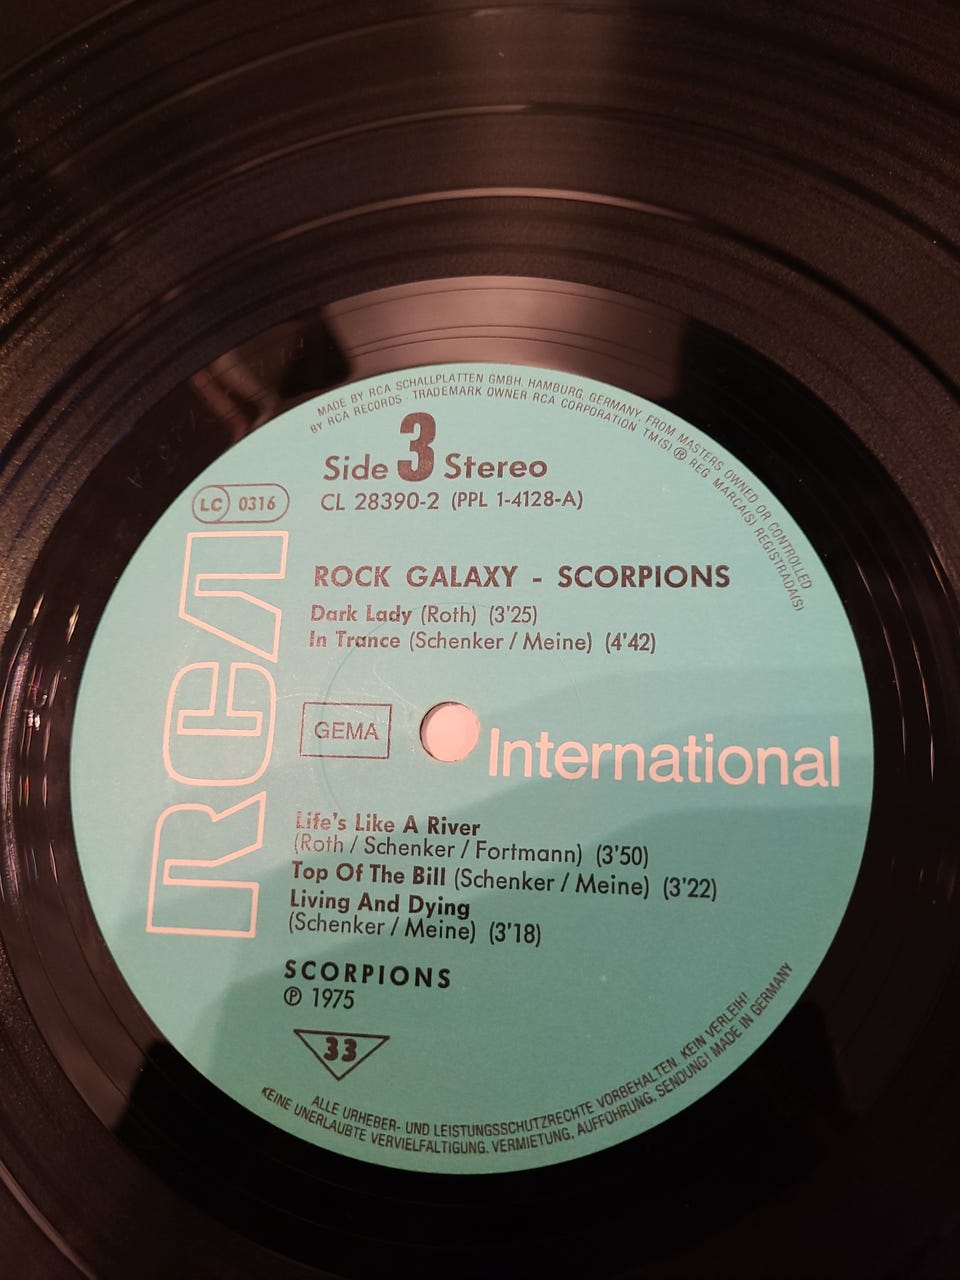 MADE BY RCA SCHALLPLATTEN GMBH, HAMBURG, GERMANY, FROM MASTERS OWNED OR CONTROLLED
BY RCA RECORDS · TRADEMARK OWNER RCA CORPORATION TM(S) ® REG MARCA(S) REGISTRADA(S)
Side 3 Stereo
LC 0316
CL 28390-2 (PPL 1-4128-A)
RCA
ROCK GALAXY - SCORPIONS
Dark Lady (Roth) (3'25)
In Trance (Schenker / Meine) (4'42)
GEMA
International
Life's Like A River
(Roth / Schenker / Fortmann) (3'50)
Top Of The Bill (Schenker / Meine) (3'22)
Living And Dying
(Schenker / Meine) (3'18)
SCORPIONS
℗ 1975
33
ALLE URHEBER- UND LEISTUNGSSCHUTZRECHTE VORBEHALTEN. KEIN VERLEIH!
KEINE UNERLAUBTE VERVIELFÄLTIGUNG, VERMIETUNG, AUFFÜHRUNG, SENDUNG! MADE IN GERMANY